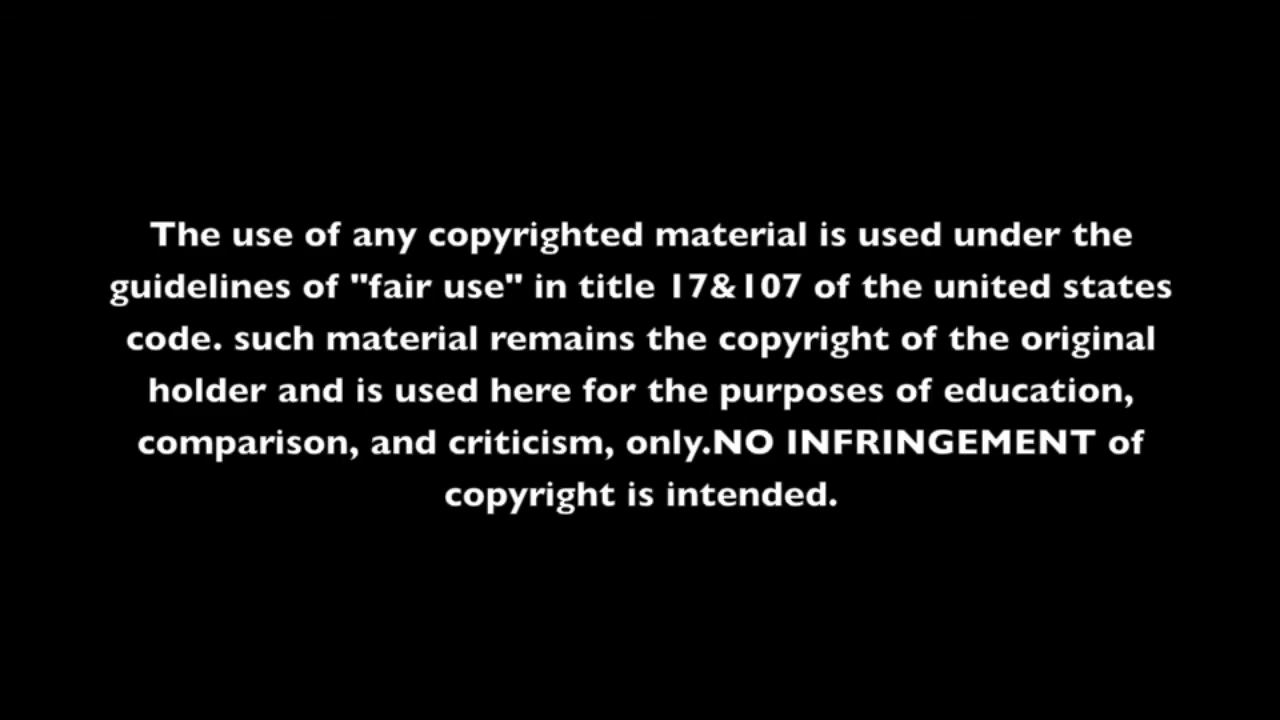 The use of any copyrighted material is used under the
guidelines of "fair use" in title 17&107 of the united states
code. such material remains the copyright of the original
holder and is used here for the purposes of education,
comparison, and criticism, only.NO INFRINGEMENT of
copyright is intended.